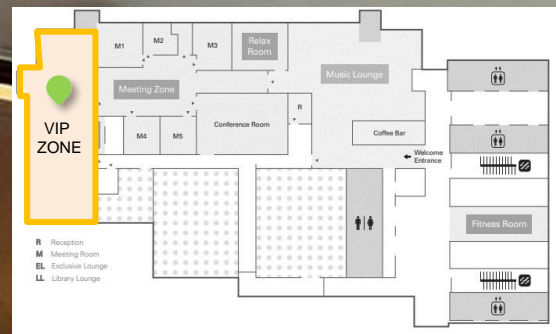 M1
M2
M3
Relax
Room
Music Lounge
Meeting Zone
VIP
ZONE
R
Conference Room
M4
M5
Coffee Bar
Welcome
Entrance
Fitness Room
R Reception
M Meeting Room
EL Exclusive Lounge
LL Library Lounge